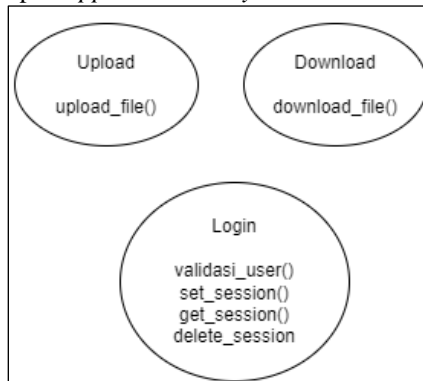 Upload
upload_file()
Download
download_file()
Login
validasi_user()
set_session()
get_session()
delete_session